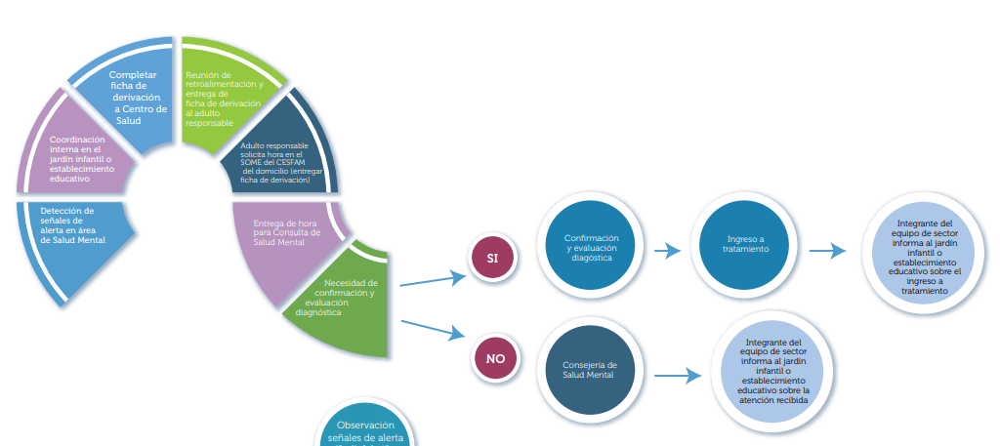 Detección de
señales de
alerta en área
de Salud Mental
Coordinación
interna en el
jardín infantil o
establecimiento
educativo
Completar
ficha de
derivación
a Centro de
Salud
Reunión de
retroalimentación y
entrega de
ficha de derivación
al adulto
responsable
Adulto responsable
solicita hora en el
SOME del CESFAM
del domicilio (entregar
ficha de derivación)
Entrega de hora
para Consulta de
Salud Mental
Necesidad de
confirmación y
evaluación
diagnóstica
SI
Confirmación
y evaluación
diagóstica
Ingreso a
tratamiento
Integrante del
equipo de sector
informa al jardín
infantil o
establecimiento
educativo sobre el
ingreso a
tratamiento
NO
Consejería de
Salud Mental
Integrante del
equipo de sector
informa al jardín
infantil o
establecimiento
educativo sobre la
atención recibida
Observación
señales de alerta